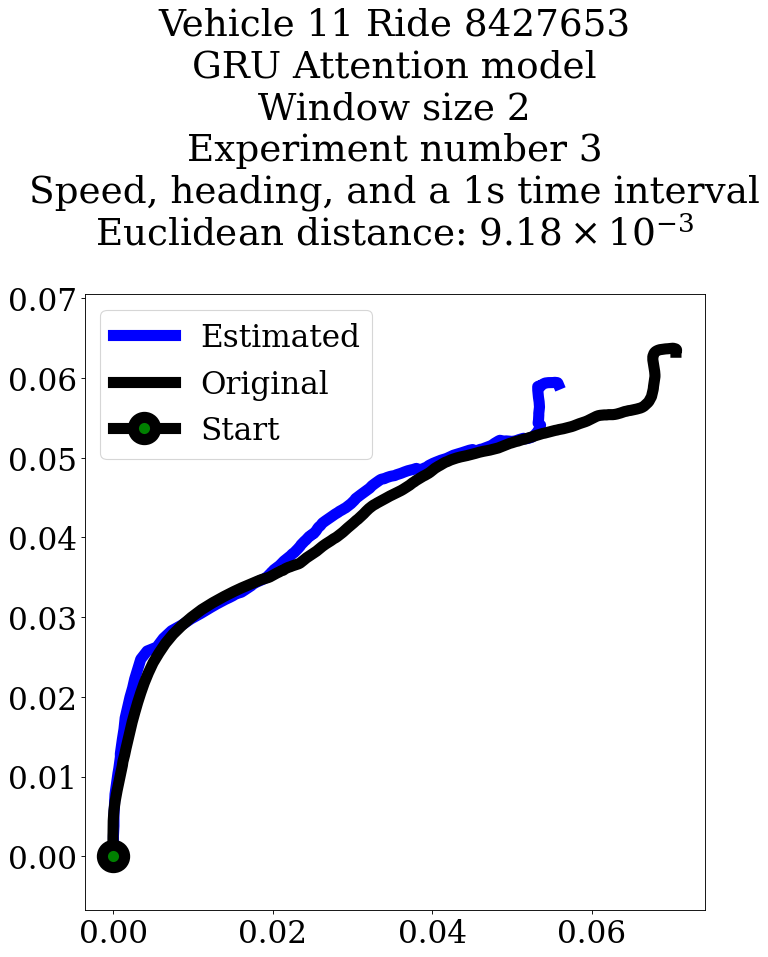 Vehicle 11 Ride 8427653
GRU Attention model
Window size 2
Experiment number 3
Speed, heading, and a 1s time interval
Euclidean distance: 9.18 × 10⁻³
0.07
0.06
0.05
0.04
0.03
0.02
0.01
0.00
Estimated
Original
Start
0.00 0.02 0.04 0.06